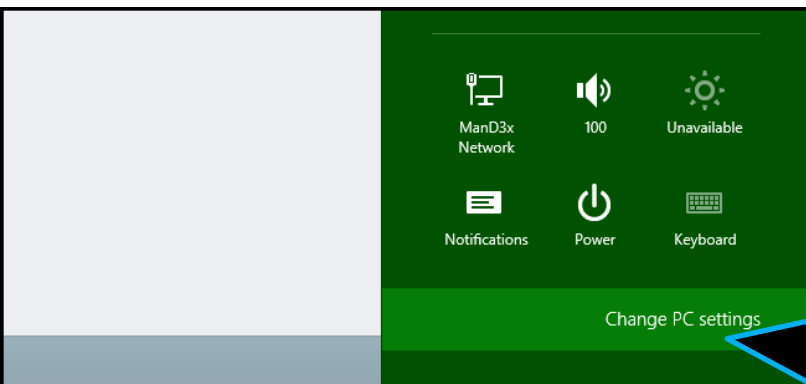 ManD3x
Network
100
Unavailable
Notifications
Power
Keyboard
Change PC settings